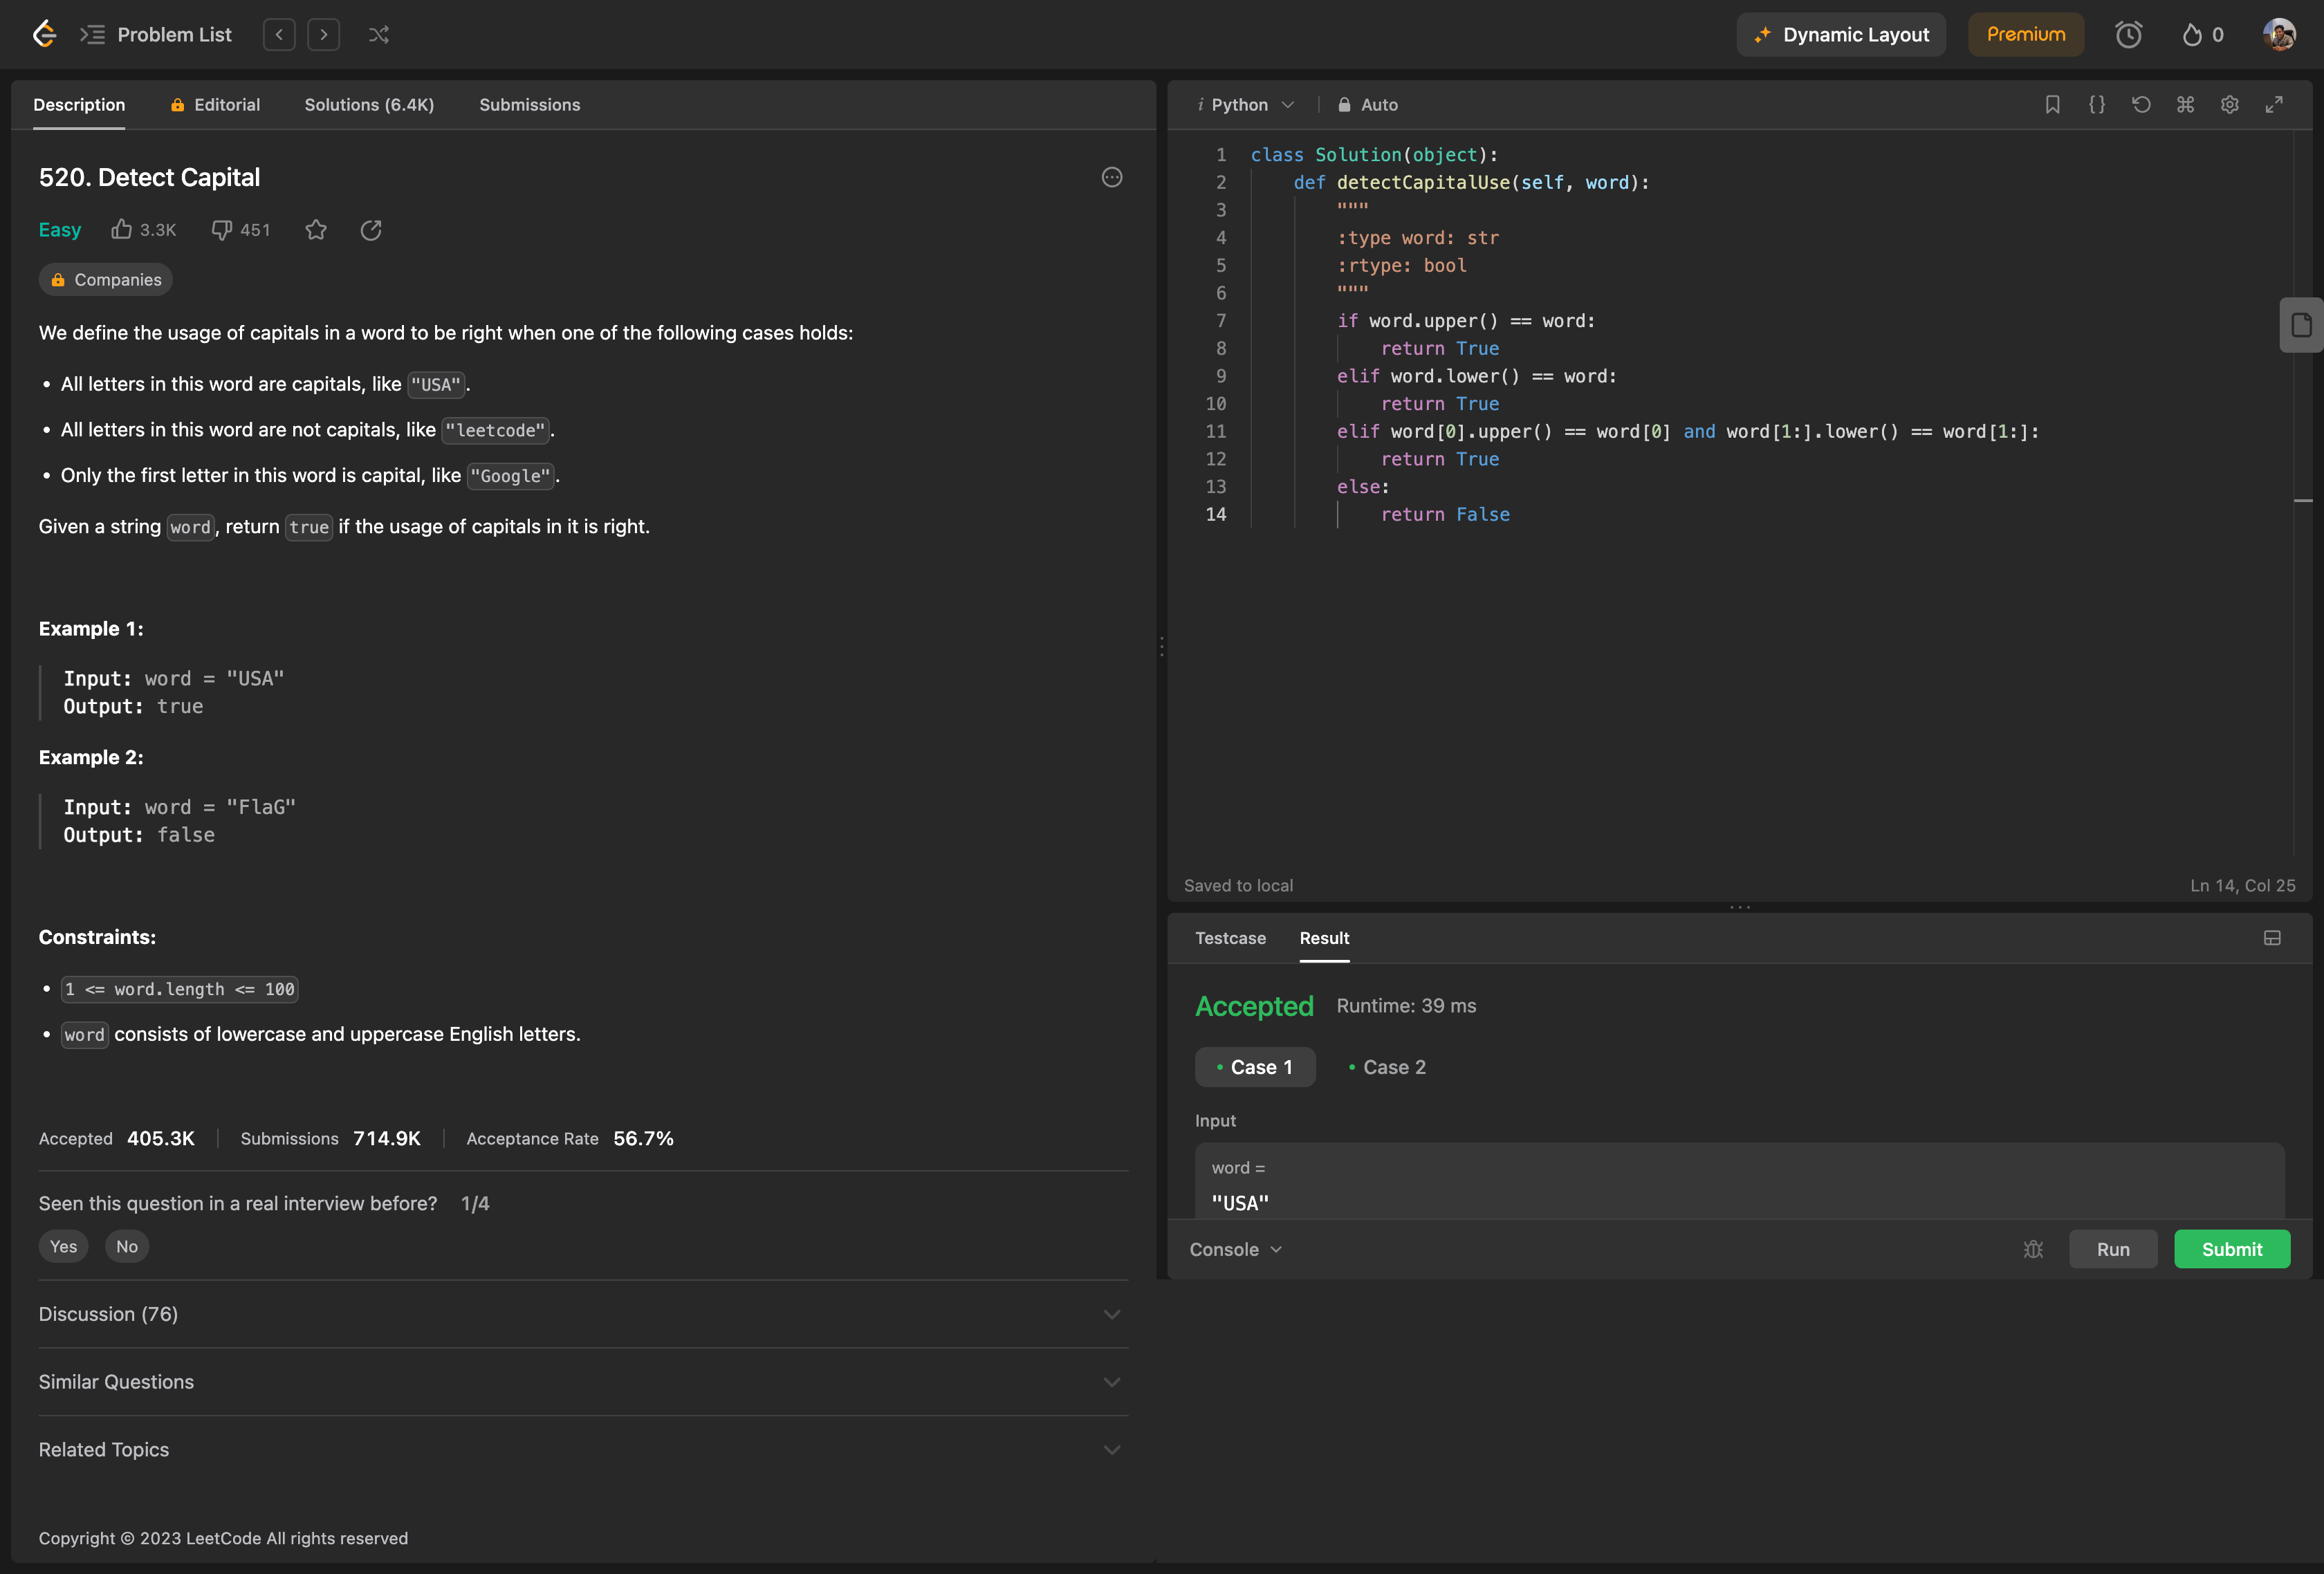 Problem List
Dynamic Layout
Premium
0
Description
Editorial
Solutions (6.4K)
Submissions
520. Detect Capital
Easy
3.3K
451
Companies
We define the usage of capitals in a word to be right when one of the following cases holds:
• All letters in this word are capitals, like "USA".
• All letters in this word are not capitals, like "leetcode".
• Only the first letter in this word is capital, like "Google".
Given a string word, return true if the usage of capitals in it is right.
Example 1:
Input: word = "USA"
Output: true
Example 2:
Input: word = "FlaG"
Output: false
Constraints:
• 1 <= word.length <= 100
• word consists of lowercase and uppercase English letters.
Accepted 405.3K
Submissions 714.9K
Acceptance Rate 56.7%
Seen this question in a real interview before? 1/4
Yes
No
Discussion (76)
Similar Questions
Related Topics
Copyright © 2023 LeetCode All rights reserved
i Python
Auto
1 class Solution(object):
2     def detectCapitalUse(self, word):
3         """
4         :type word: str
5         :rtype: bool
6         """
7         if word.upper() == word:
8             return True
9         elif word.lower() == word:
10             return True
11         elif word[0].upper() == word[0] and word[1:].lower() == word[1:]:
12             return True
13         else:
14             return False
Saved to local
Ln 14, Col 25
Testcase
Result
Accepted
Runtime: 39 ms
• Case 1
• Case 2
Input
word =
"USA"
Console
Run
Submit